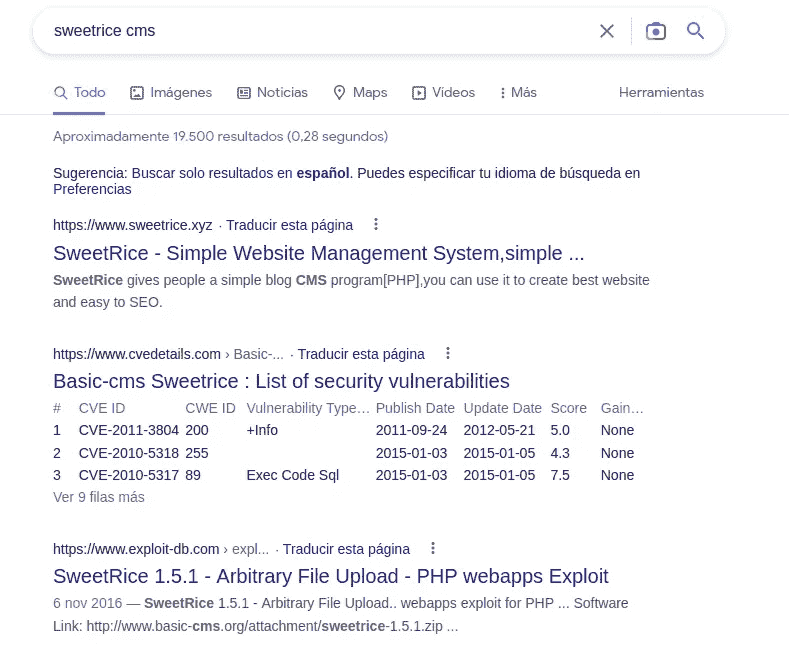 sweetrice cms
Todo Imágenes Noticias Maps Vídeos Más Herramientas
Aproximadamente 19.500 resultados (0,28 segundos)
Sugerencia: Buscar solo resultados en español. Puedes especificar tu idioma de búsqueda en
Preferencias
https://www.sweetrice.xyz · Traducir esta página
SweetRice - Simple Website Management System,simple ...
SweetRice gives people a simple blog CMS program[PHP],you can use it to create best website
and easy to SEO.
https://www.cvedetails.com › Basic-... · Traducir esta página
Basic-cms Sweetrice : List of security vulnerabilities
# CVE ID CWE ID Vulnerability Type… Publish Date Update Date Score Gain…
1 CVE-2011-3804 200 +Info 2011-09-24 2012-05-21 5.0 None
2 CVE-2010-5318 255 2015-01-03 2015-01-05 4.3 None
3 CVE-2010-5317 89 Exec Code Sql 2015-01-03 2015-01-05 7.5 None
Ver 9 filas más
https://www.exploit-db.com › expl... · Traducir esta página
SweetRice 1.5.1 - Arbitrary File Upload - PHP webapps Exploit
6 nov 2016 — SweetRice 1.5.1 - Arbitrary File Upload.. webapps exploit for PHP ... Software
Link: http://www.basic-cms.org/attachment/sweetrice-1.5.1.zip ...